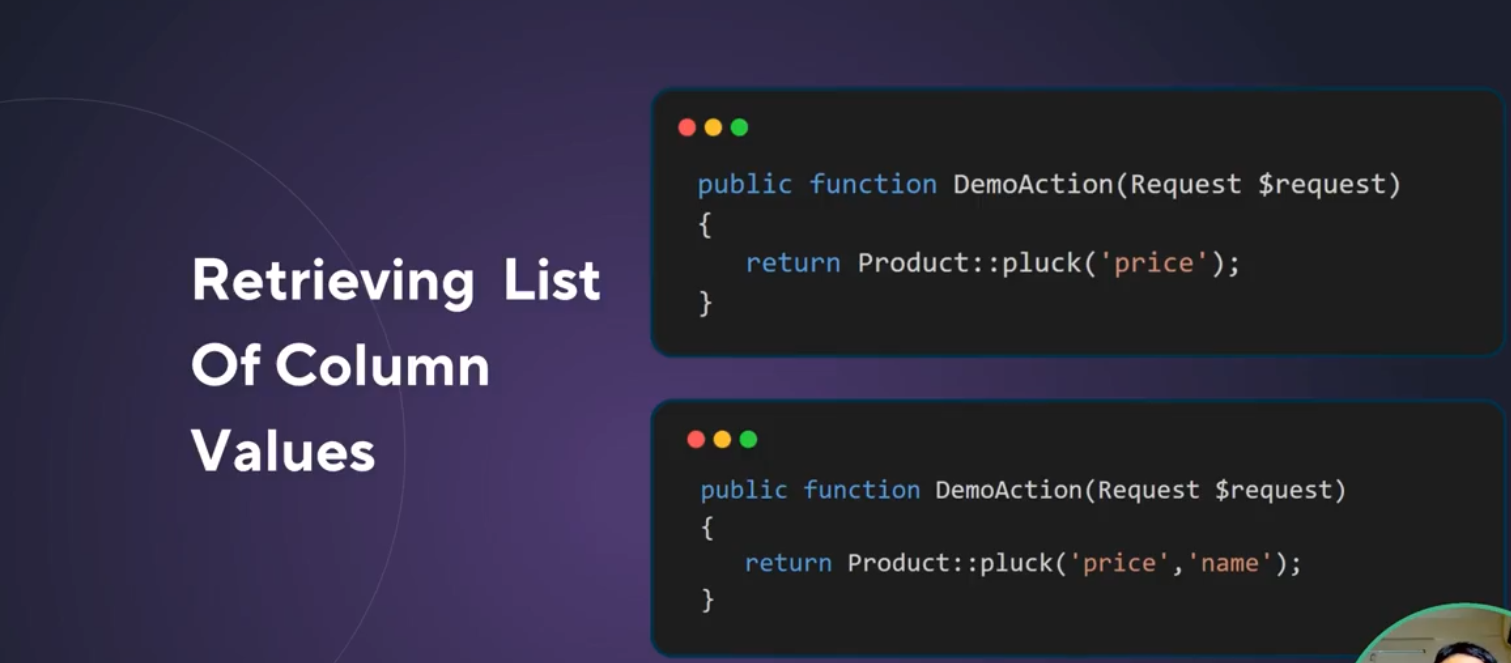 Retrieving List
Of Column
Values
public function DemoAction(Request $request)
{
return Product::pluck('price');
}
public function DemoAction(Request $request)
{
return Product::pluck('price','name');
}